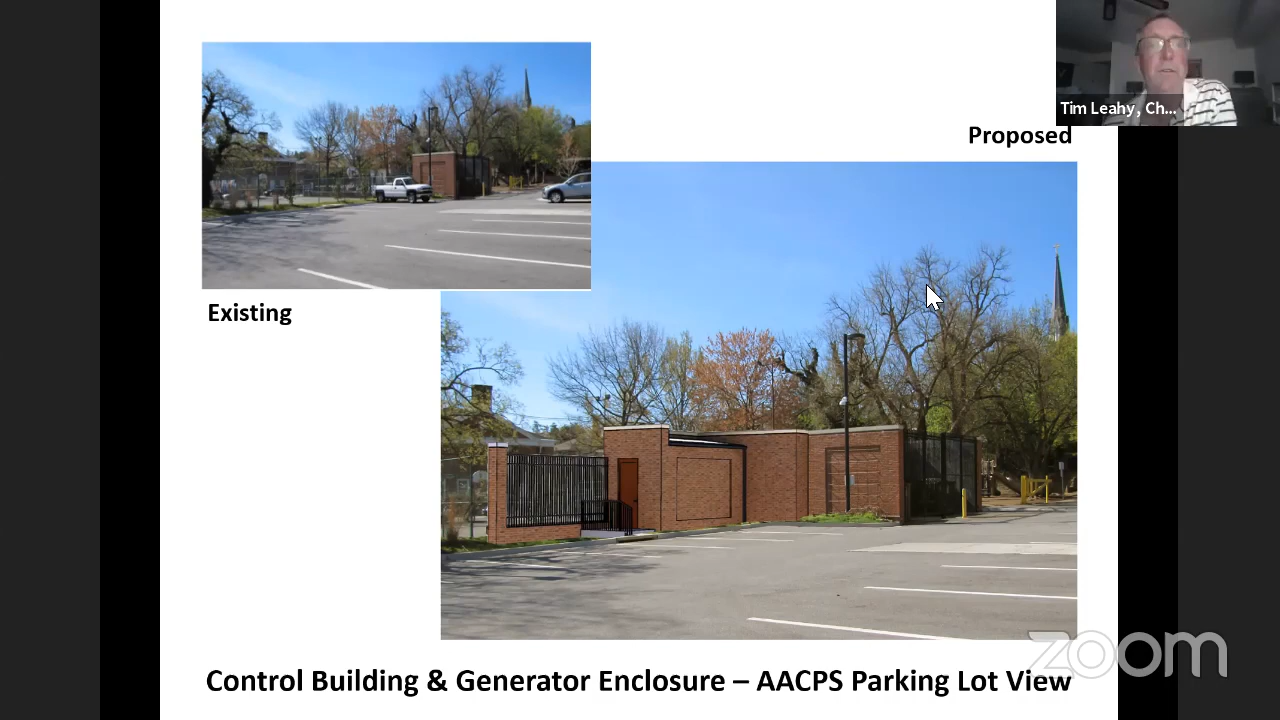 Tim Leahy, Ch...
Proposed
Existing
zoom
Control Building & Generator Enclosure – AACPS Parking Lot View